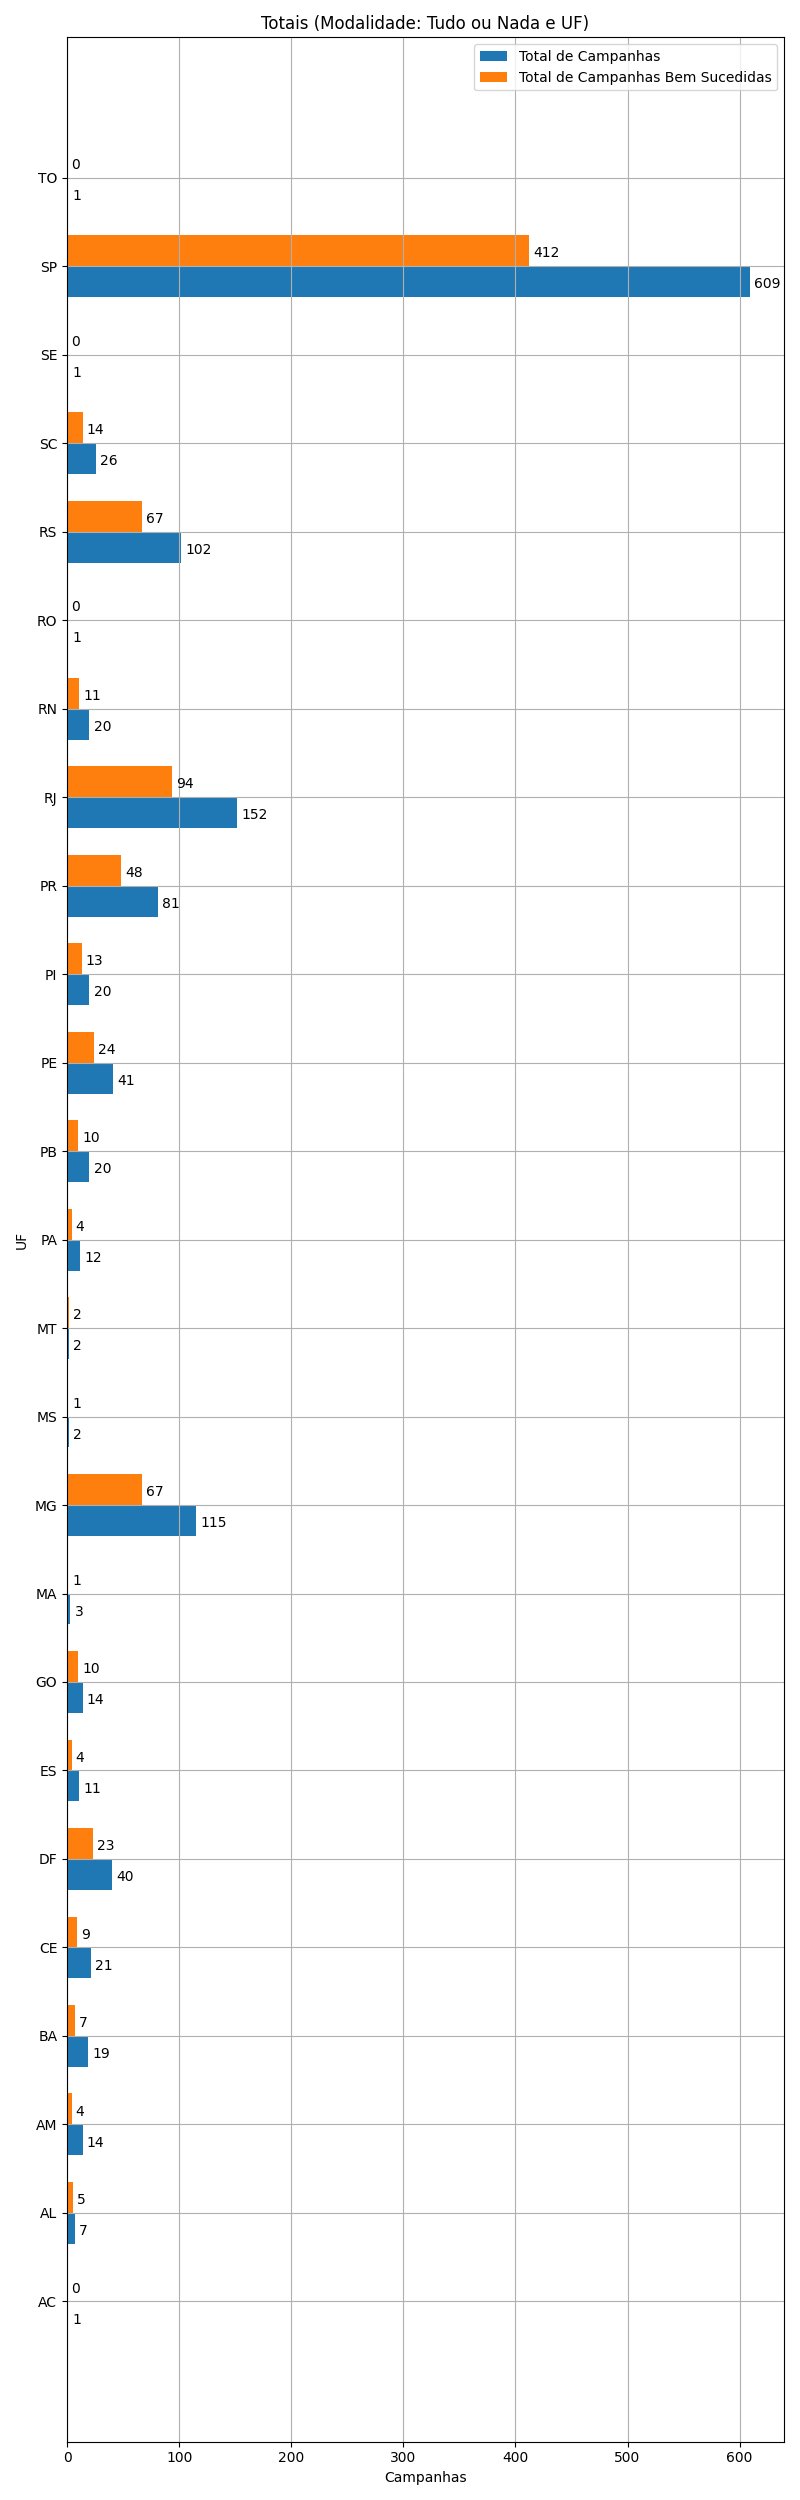 Totais (Modalidade: Tudo ou Nada e UF)
Total de Campanhas
Total de Campanhas Bem Sucedidas
0
TO
1
412
SP
609
0
SE
1
14
SC
26
67
RS
102
0
RO
1
11
RN
20
94
RJ
152
48
PR
81
13
PI
20
24
PE
41
10
PB
20
4
PA
12
UF
2
MT
2
1
MS
2
67
MG
115
1
MA
3
10
GO
14
4
ES
11
23
DF
40
9
CE
21
7
BA
19
4
AM
14
5
AL
7
0
AC
1
0 100 200 300 400 500 600
Campanhas